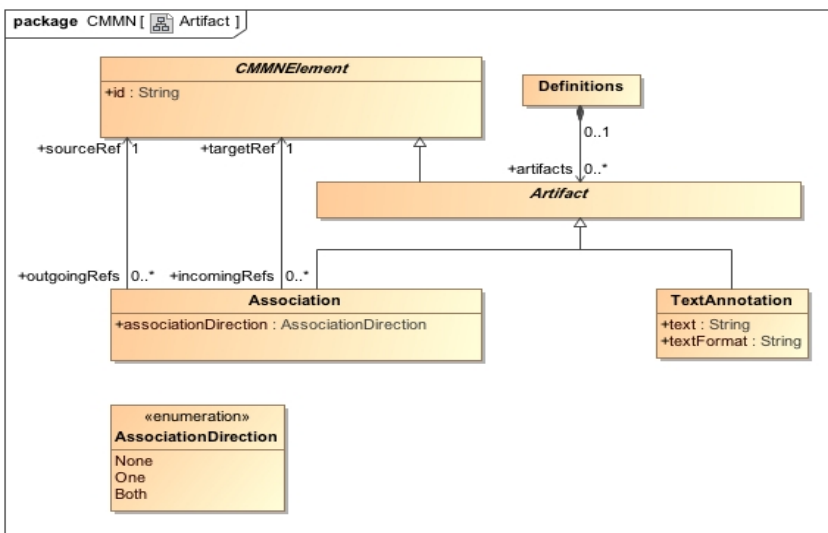 package CMMN [ Artifact ]
CMMNElement
+id : String
Definitions
0..1
+sourceRef 1
+targetRef 1
+artifacts 0..*
Artifact
+outgoingRefs 0..*
+incomingRefs 0..*
Association
+associationDirection : AssociationDirection
TextAnnotation
+text : String
+textFormat : String
«enumeration»
AssociationDirection
None
One
Both